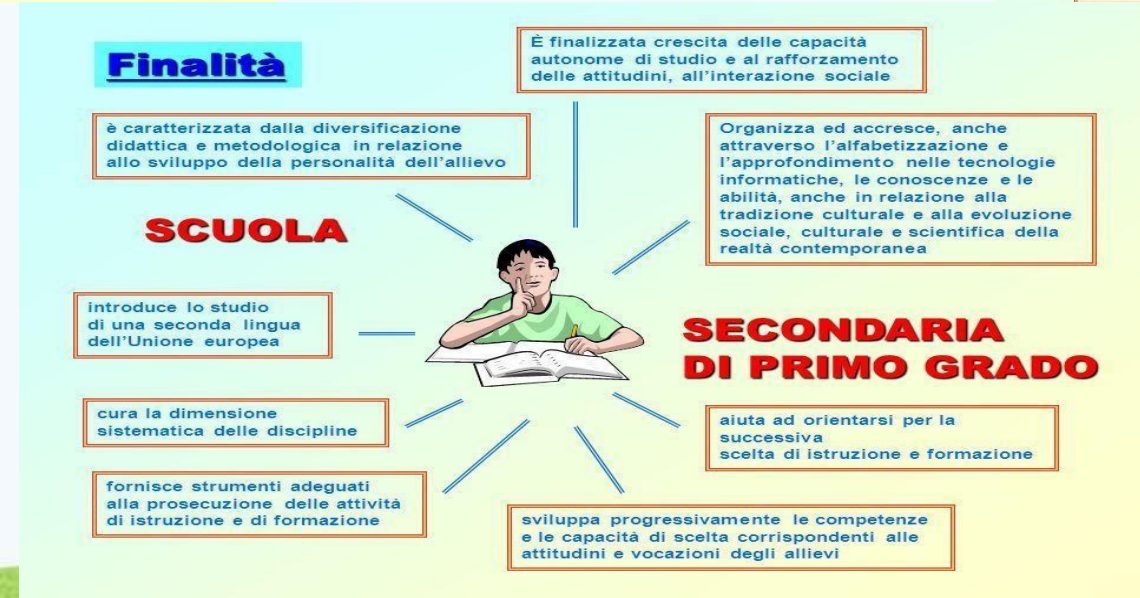 Finalità
È finalizzata crescita delle capacità
autonome di studio e al rafforzamento
delle attitudini, all'interazione sociale
è caratterizzata dalla diversificazione
didattica e metodologica in relazione
allo sviluppo della personalità dell'allievo
Organizza ed accresce, anche
attraverso l'alfabetizzazione e
l'approfondimento nelle tecnologie
informatiche, le conoscenze e le
abilità, anche in relazione alla
tradizione culturale e alla evoluzione
sociale, culturale e scientifica della
realtà contemporanea
SCUOLA
introduce lo studio
di una seconda lingua
dell'Unione europea
SECONDARIA
DI PRIMO GRADO
cura la dimensione
sistematica delle discipline
aiuta ad orientarsi per la
successiva
scelta di istruzione e formazione
fornisce strumenti adeguati
alla prosecuzione delle attività
di istruzione e di formazione
sviluppa progressivamente le competenze
e le capacità di scelta corrispondenti alle
attitudini e vocazioni degli allievi